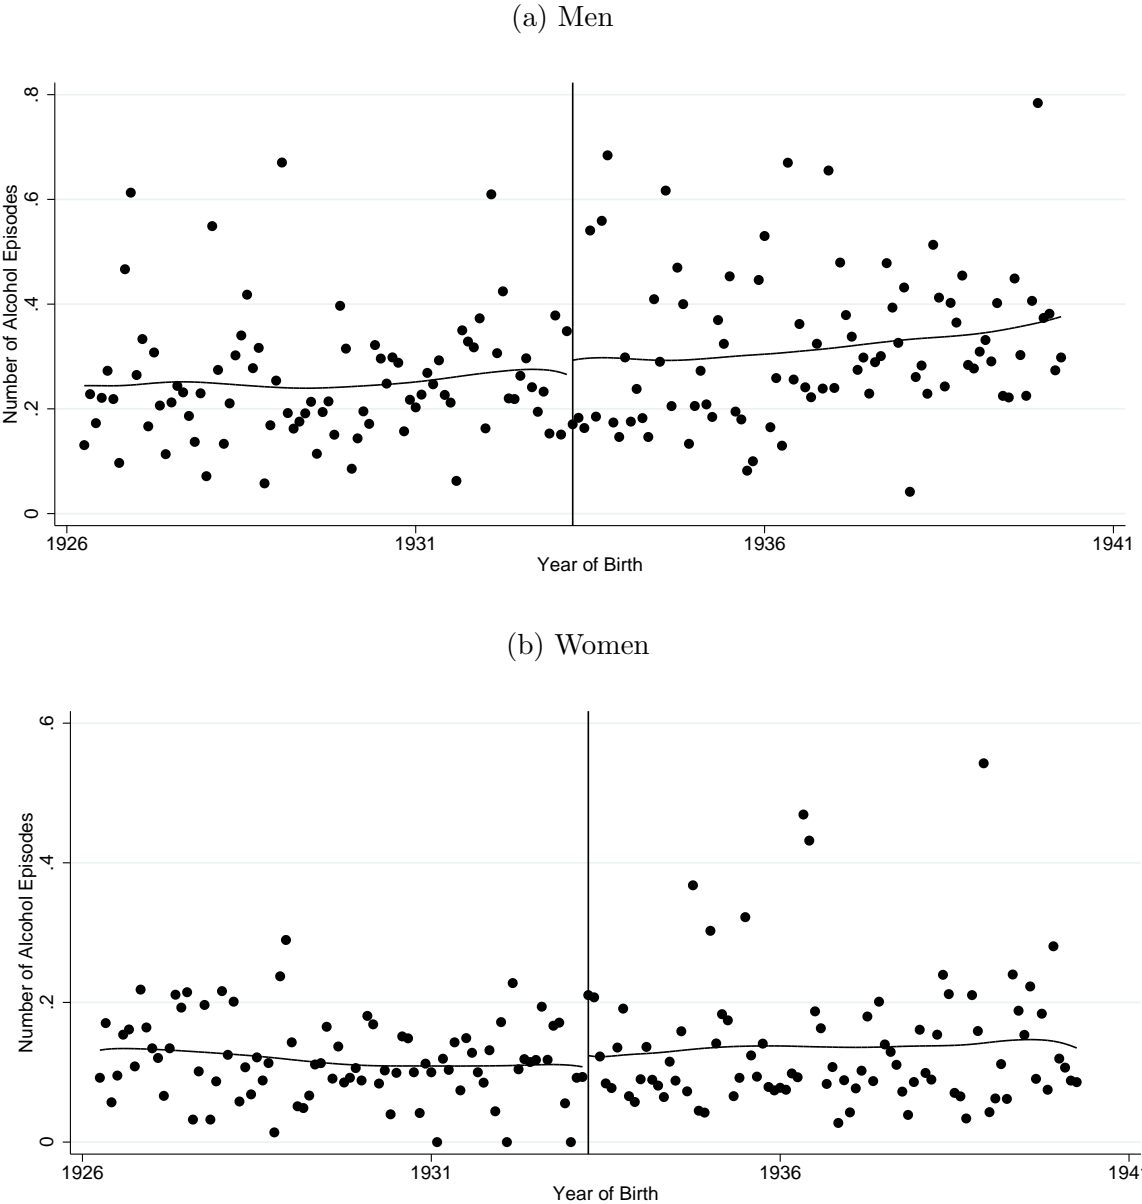 (a) Men
Number of Alcohol Episodes
.8
.6
.4
.2
0
1926 1931 1936 1941
Year of Birth
(b) Women
Number of Alcohol Episodes
.6
.4
.2
0
1926 1931 1936 194
Year of Birth